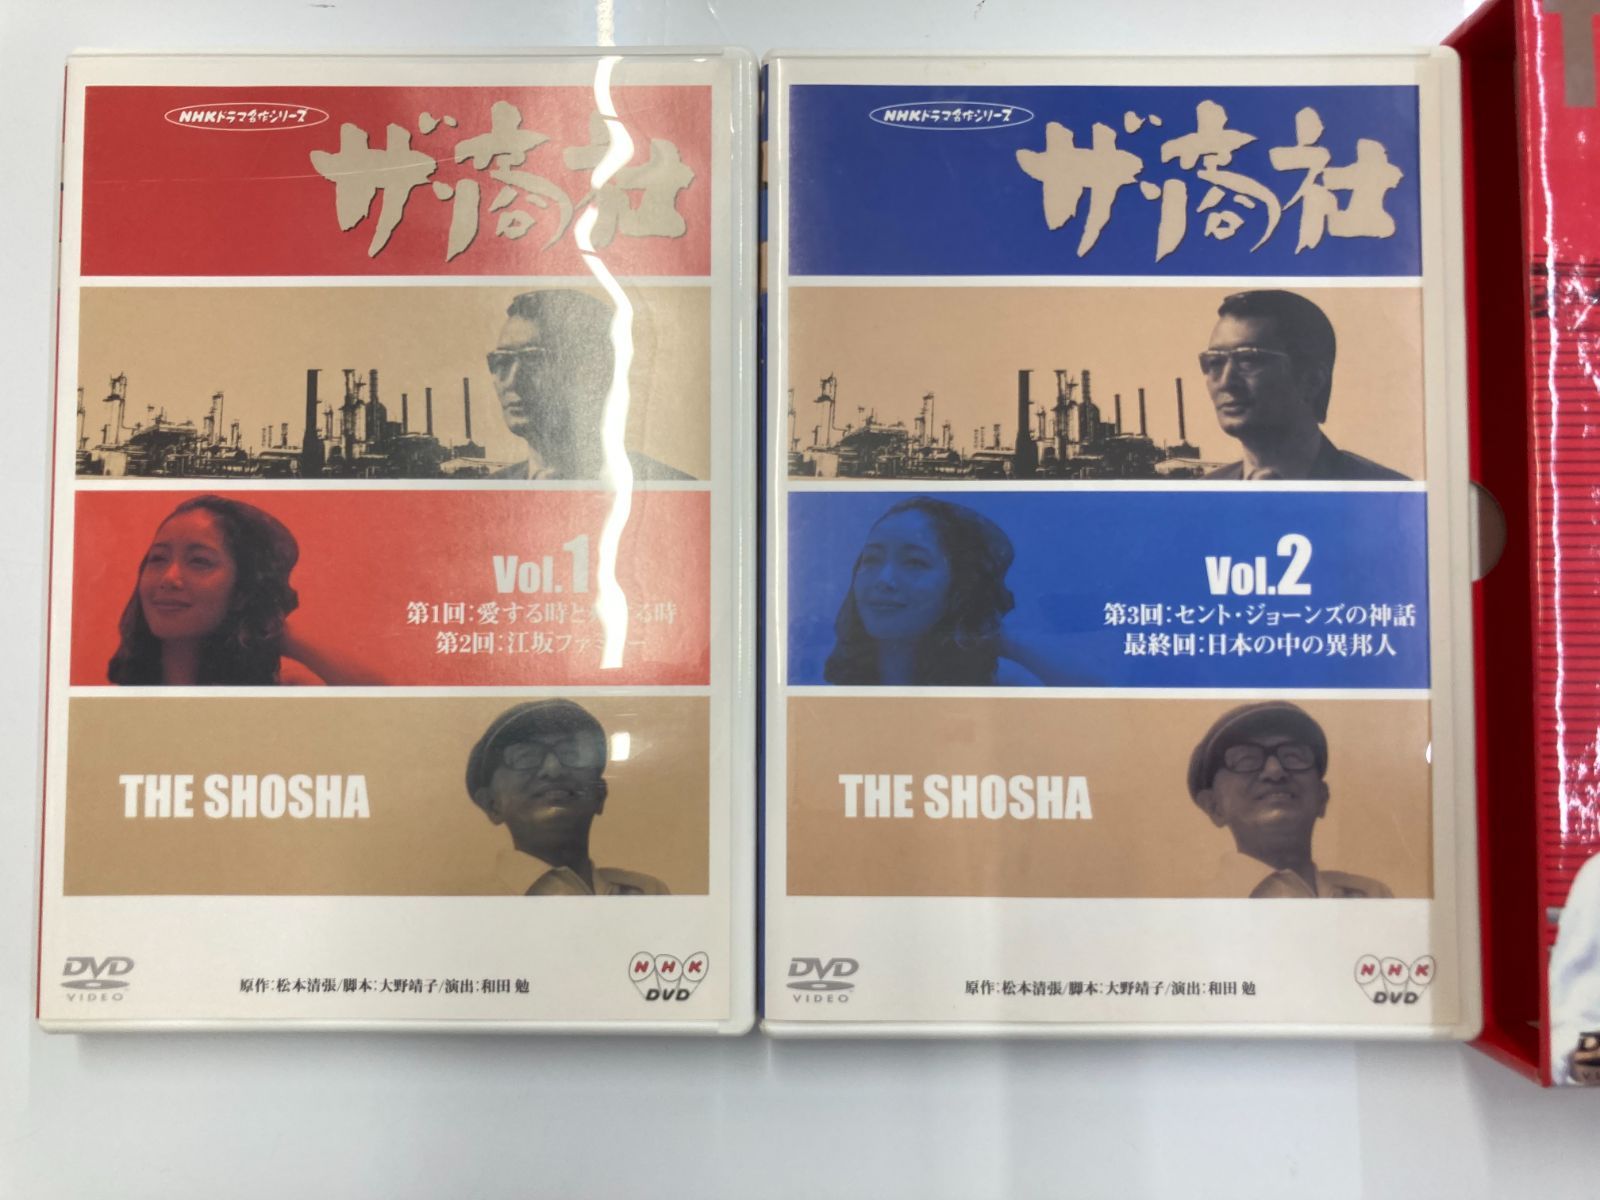 NHKドラマ名作シリーズ
ザ・商社
Vol.1
第1回:愛する時と る時
第2回:江坂ファミリー
THE SHOSHA
DVD
VIDEO
原作:松本清張/脚本:大野靖子/演出:和田 勉
NHK
DVD
NHKドラマ名作シリーズ
ザ・商社
Vol.2
第3回:セント・ジョーンズの神話
最終回:日本の中の異邦人
THE SHOSHA
DVD
VIDEO
原作:松本清張/脚本:大野靖子/演出:和田 勉
NHK
DVD